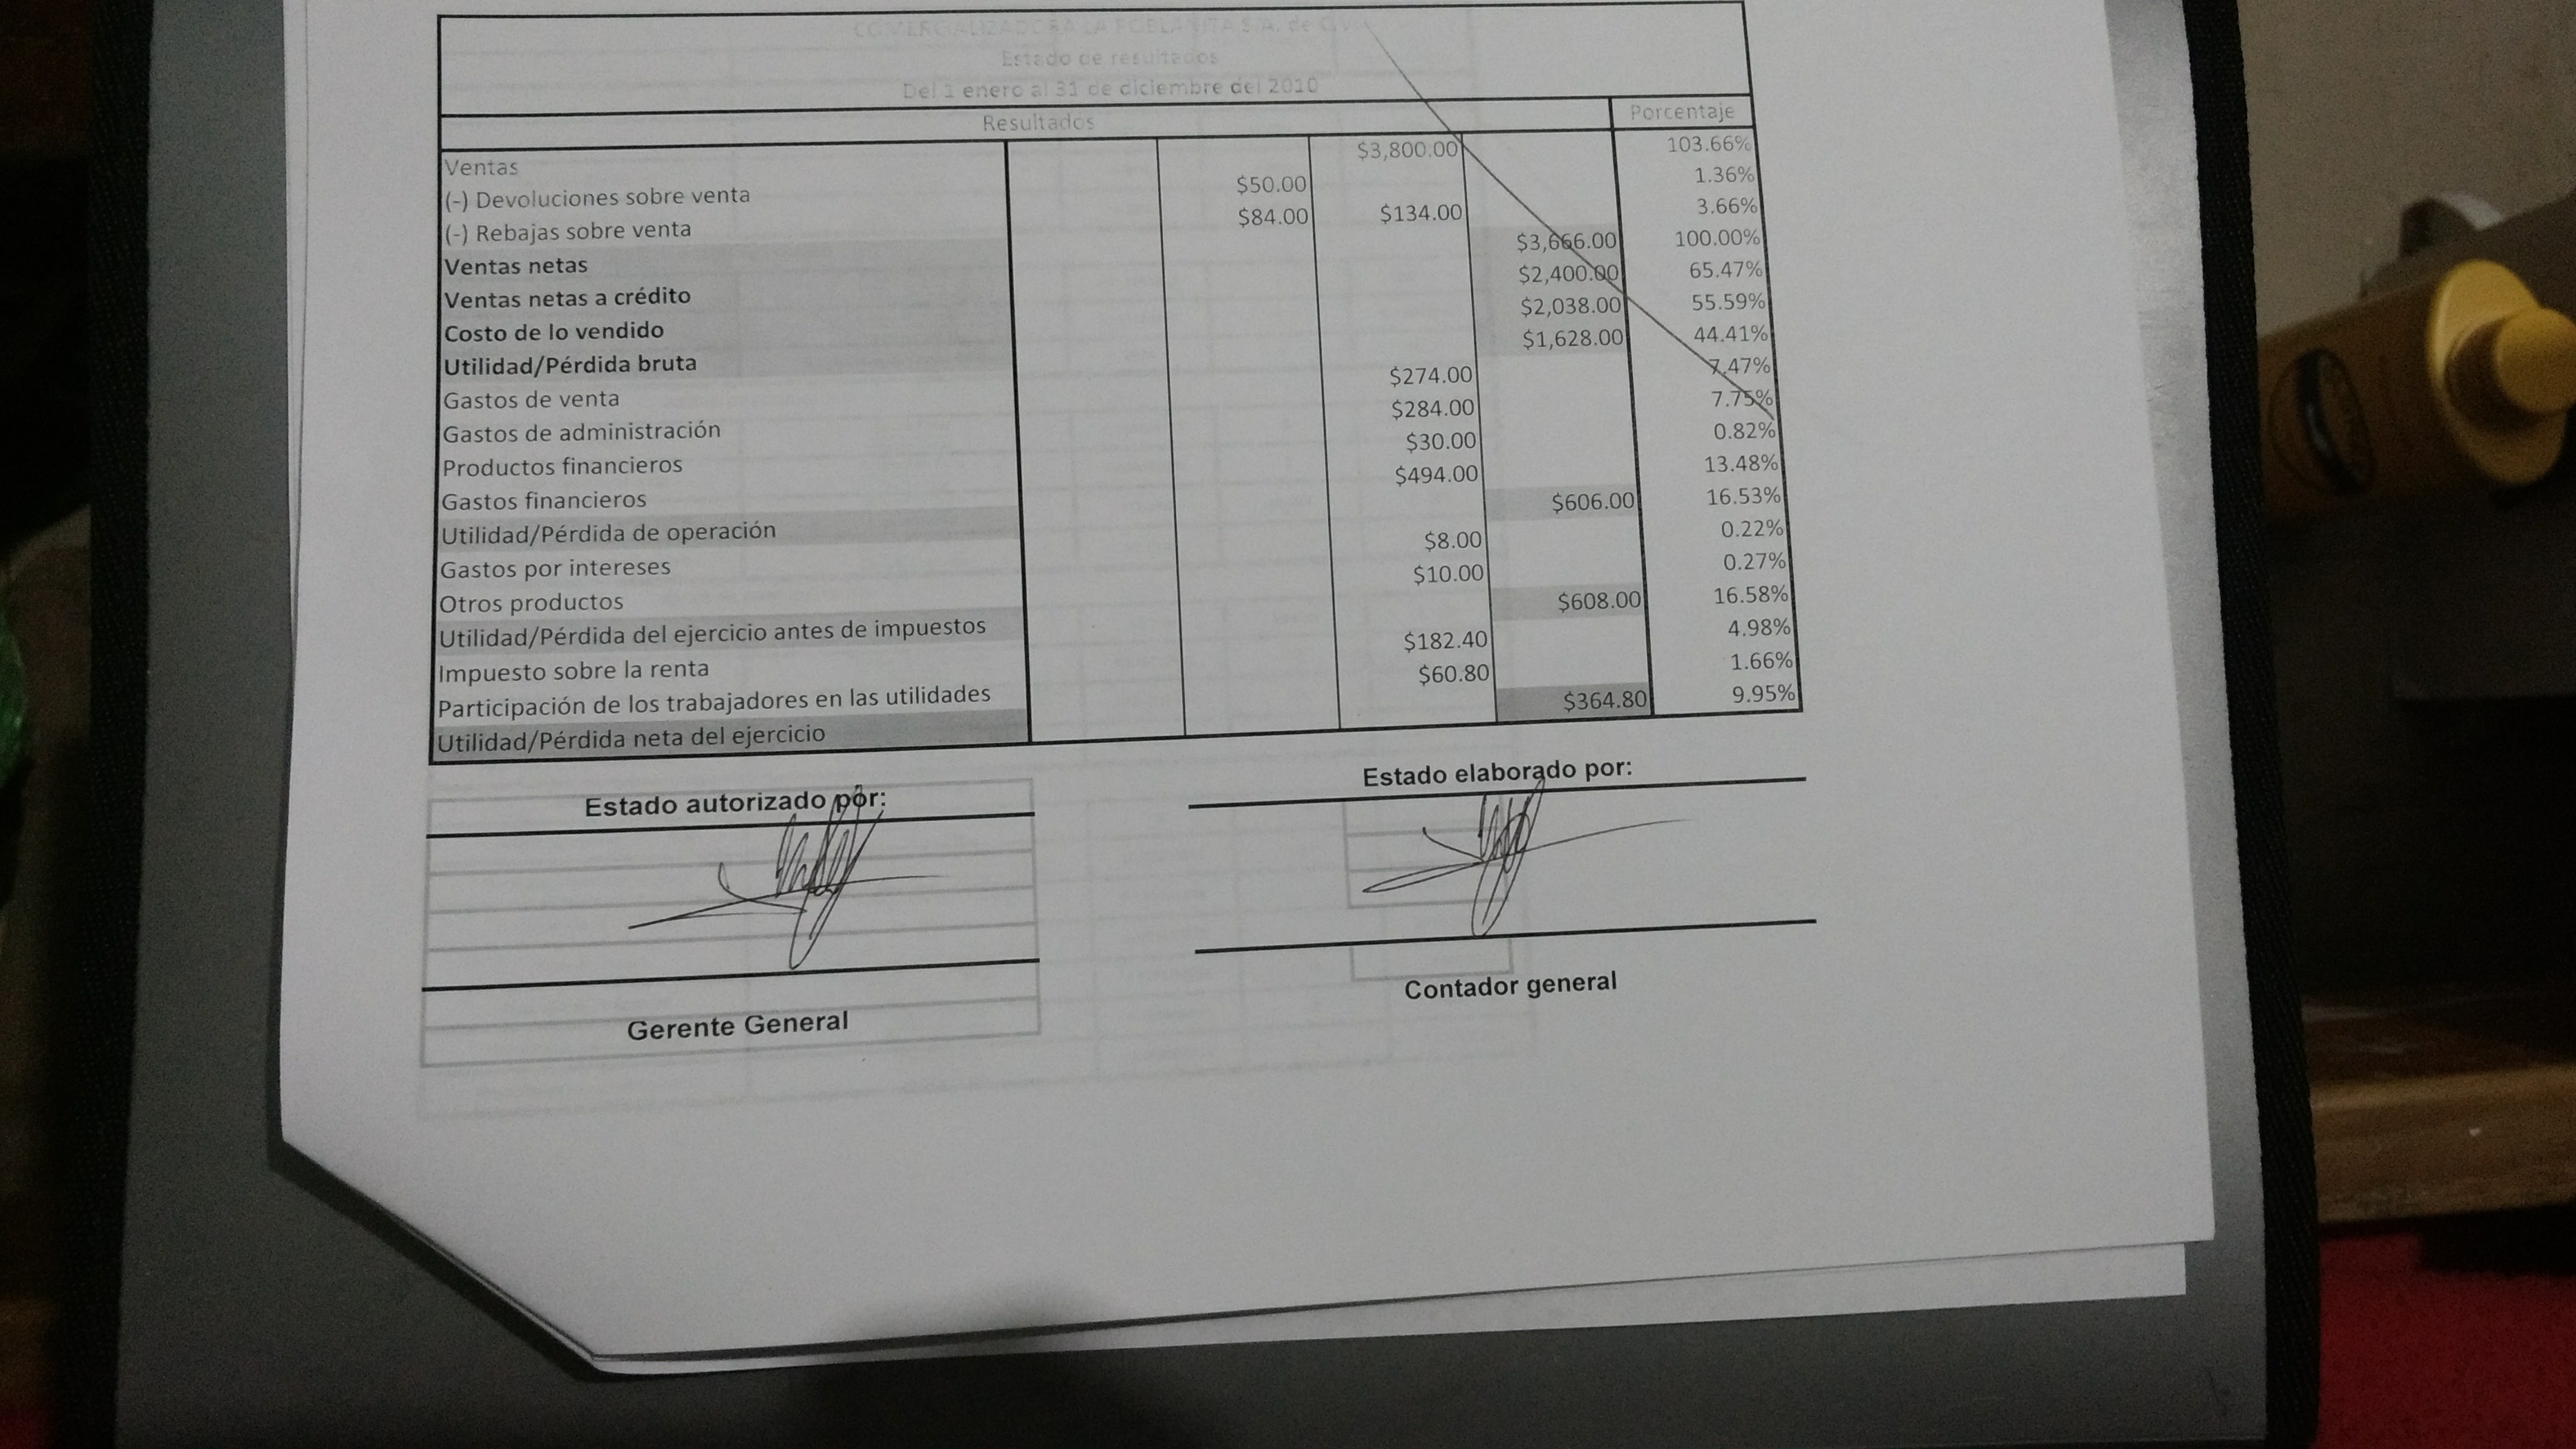 COMERCIALIZADORA LA POBLANITA S.A. de C.V.
Estado de resultados
Del 1 enero al 31 de diciembre del 2010
Resultados Porcentaje
Ventas $3,800.00 103.66%
(-) Devoluciones sobre venta $50.00 1.36%
(-) Rebajas sobre venta $84.00 $134.00 3.66%
Ventas netas $3,666.00 100.00%
Ventas netas a crédito $2,400.00 65.47%
Costo de lo vendido $2,038.00 55.59%
Utilidad/Pérdida bruta $1,628.00 44.41%
Gastos de venta $274.00 7.47%
Gastos de administración $284.00 7.75%
Productos financieros $30.00 0.82%
Gastos financieros $494.00 13.48%
Utilidad/Pérdida de operación $606.00 16.53%
Gastos por intereses $8.00 0.22%
Otros productos $10.00 0.27%
Utilidad/Pérdida del ejercicio antes de impuestos $608.00 16.58%
Impuesto sobre la renta $182.40 4.98%
Participación de los trabajadores en las utilidades $60.80 1.66%
Utilidad/Pérdida neta del ejercicio $364.80 9.95%
Estado autorizado por: Estado elaborado por:
Gerente General Contador general